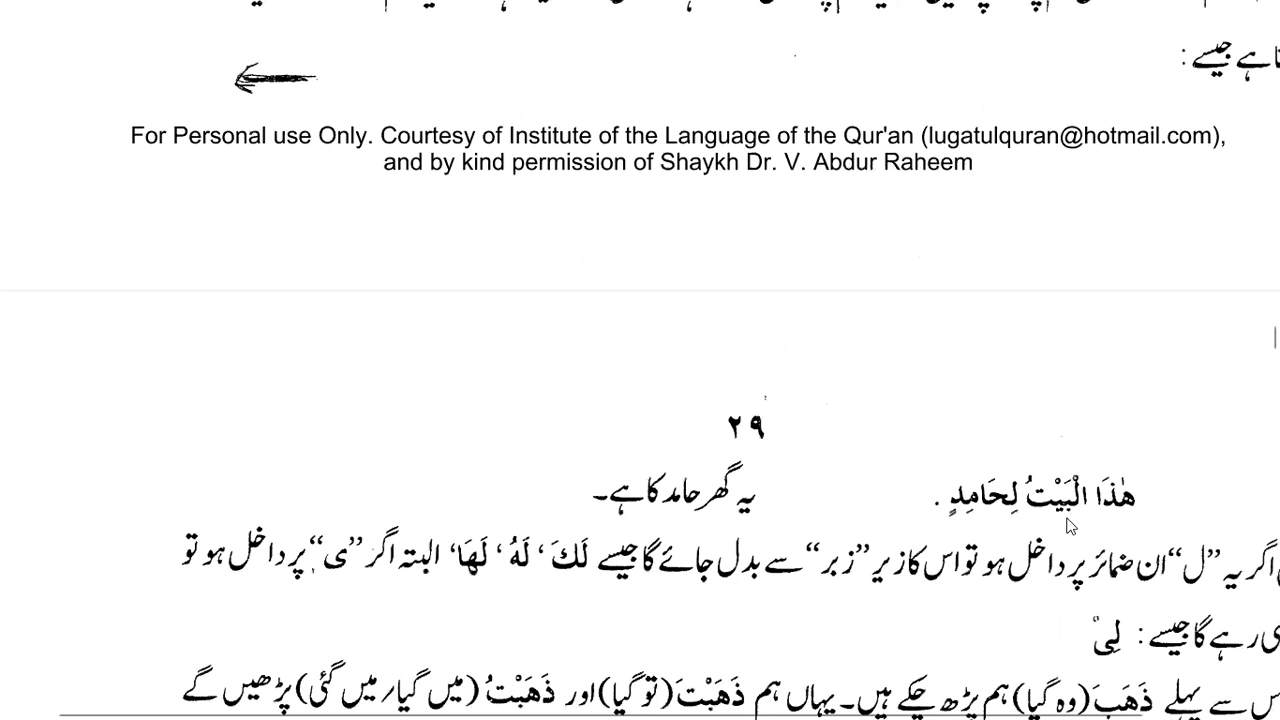 ہے جیسے :
For Personal use Only. Courtesy of Institute of the Language of the Qur'an (lugatulquran@hotmail.com),
and by kind permission of Shaykh Dr. V. Abdur Raheem
٢٩
هٰذَا الْبَيْتُ لِحَامِدٍ . یہ گھر حامد کا ہے۔
اگر یہ ”ل“ ان ضمائر پر داخل ہو تو اس کا زیر ”زبر“ سے بدل جائے گا جیسے لَكَ ، لَهُ ، لَهَا، البتہ اگر ”ی“ پر داخل ہو تو
رہے گا جیسے : لِیْ
سے پہلے ذَهَبَ (وہ گیا) ہم پڑھ چکے ہیں۔ یہاں ہم ذَهَبْتَ (تو گیا) اور ذَهَبْتُ (میں گیا/ میں گئی) پڑھیں گے